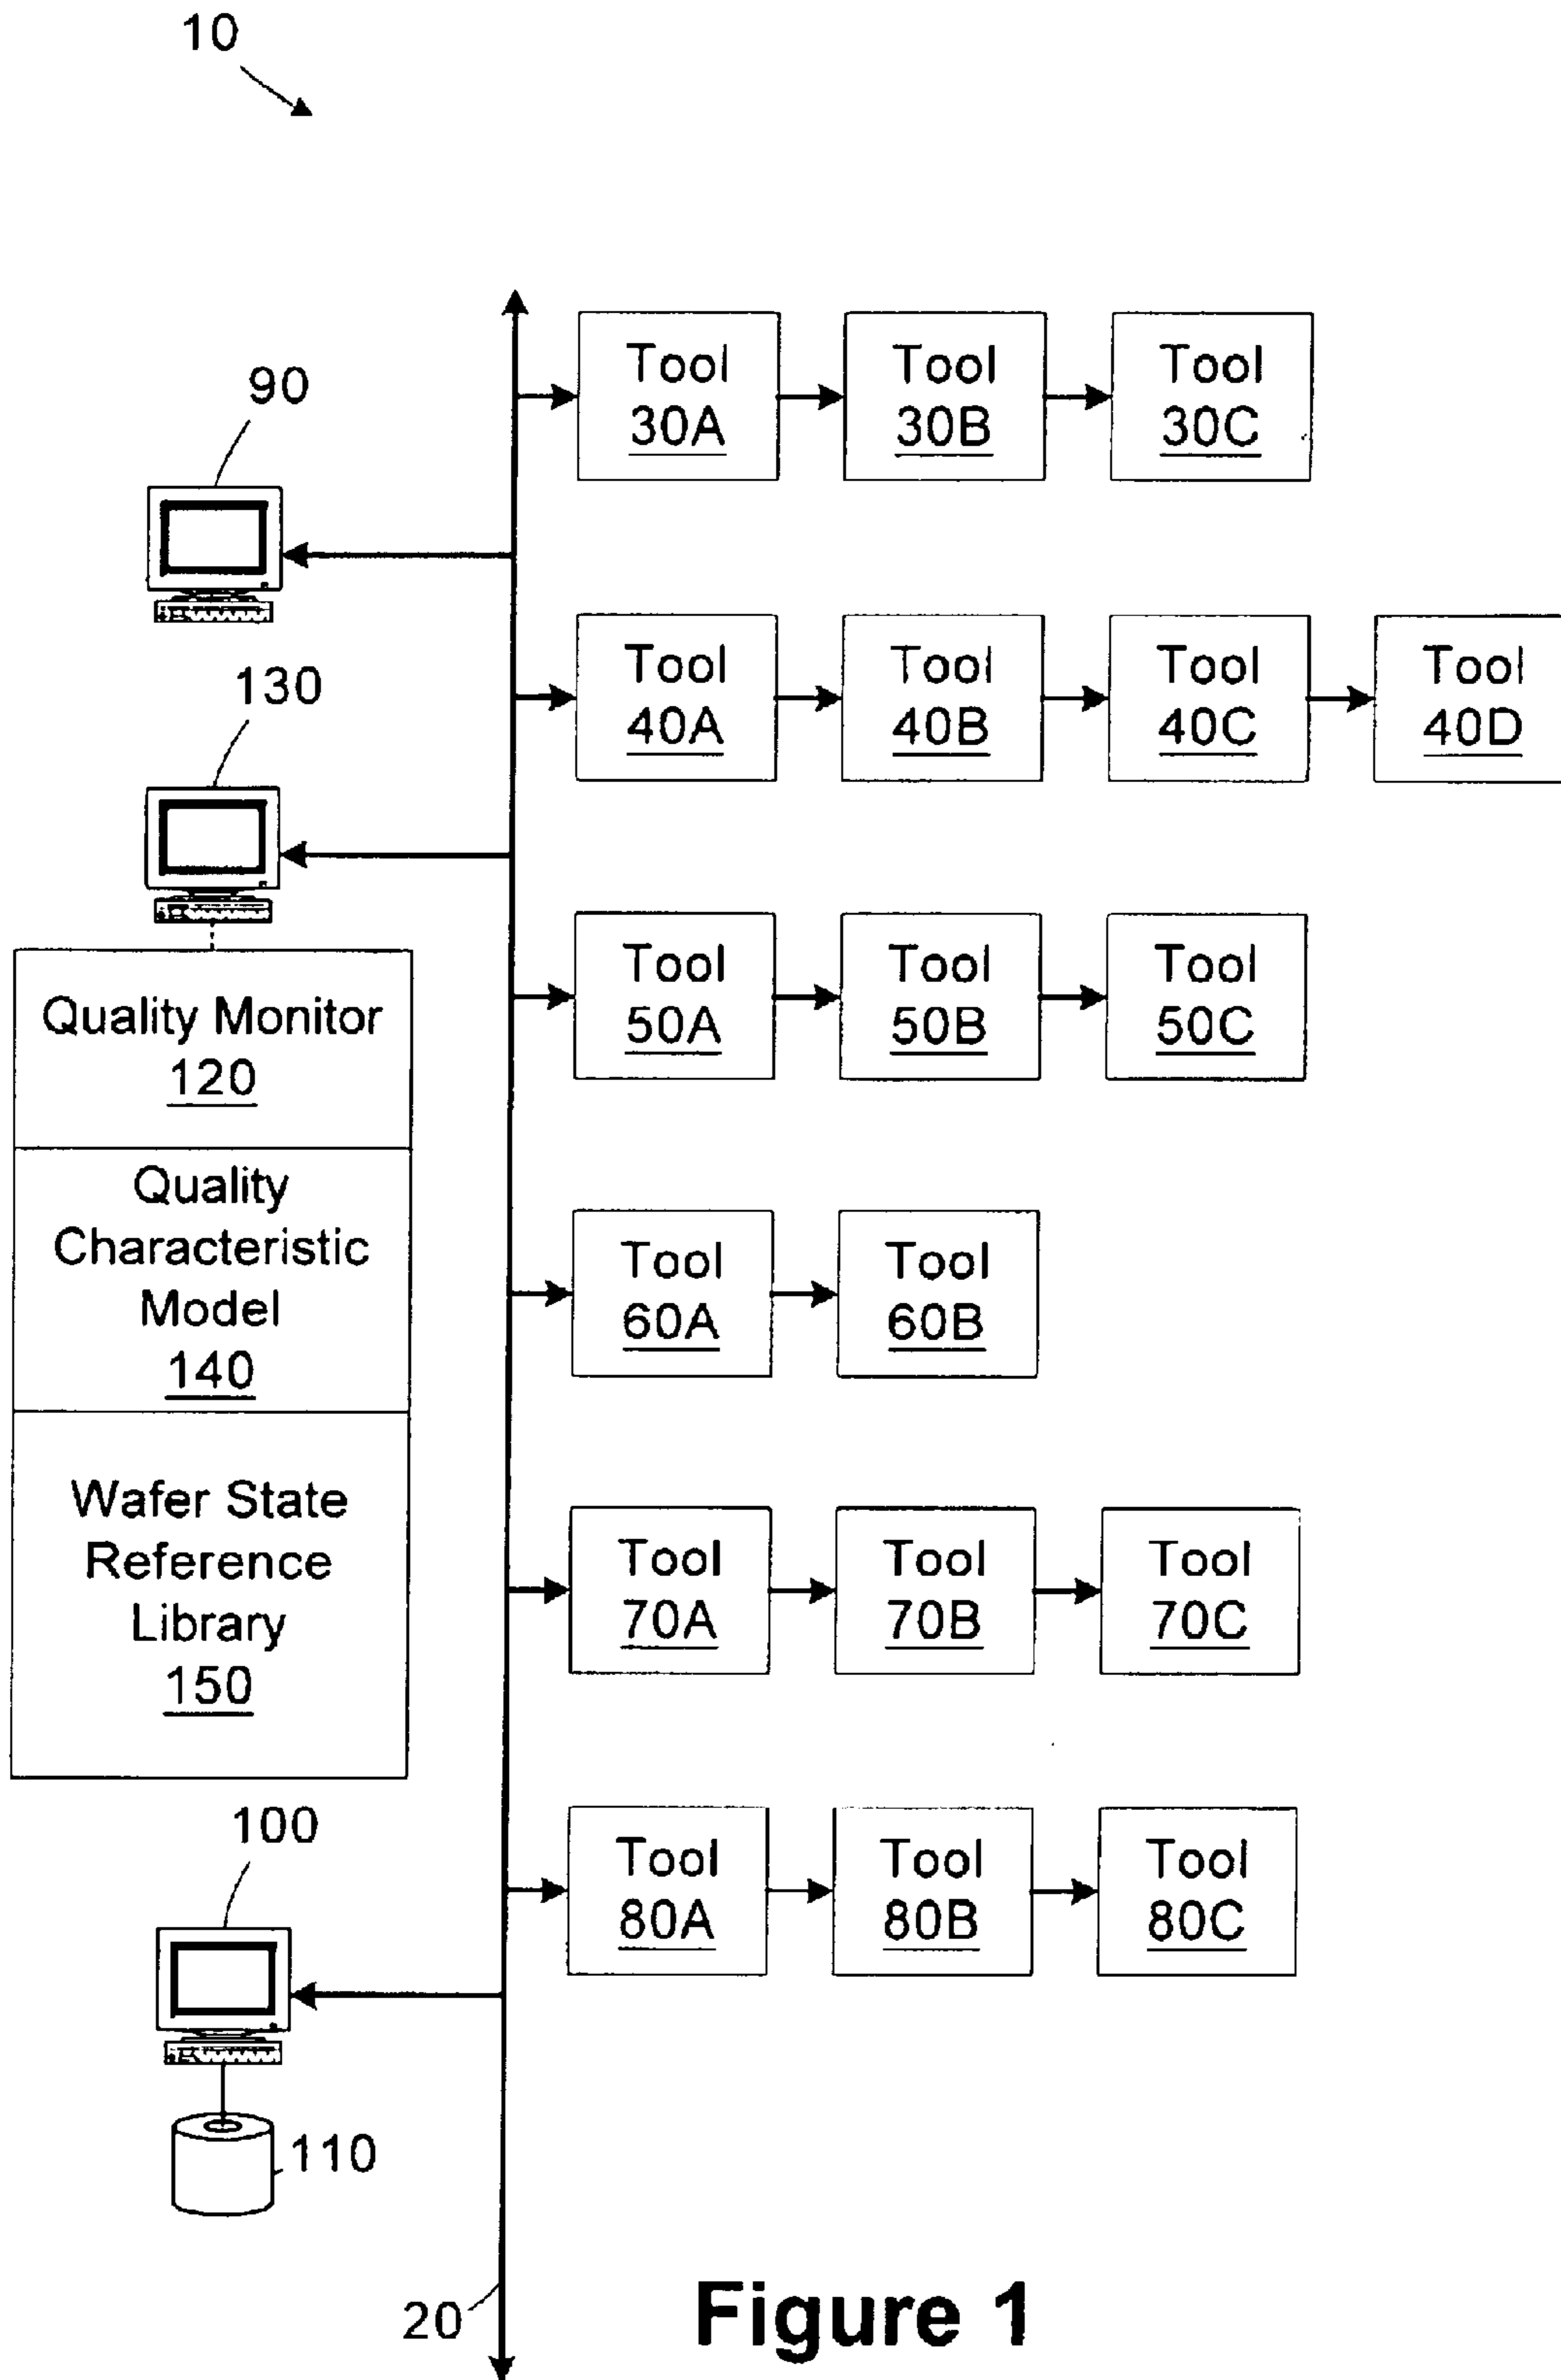 10
90
Tool
30A
Tool
30B
Tool
30C
130
Tool
40A
Tool
40B
Tool
40C
Tool
40D
Quality Monitor
120
Quality
Characteristic
Model
140
Wafer State
Reference
Library
150
Tool
50A
Tool
50B
Tool
50C
Tool
60A
Tool
60B
Tool
70A
Tool
70B
Tool
70C
100
Tool
80A
Tool
80B
Tool
80C
110
20
Figure 1